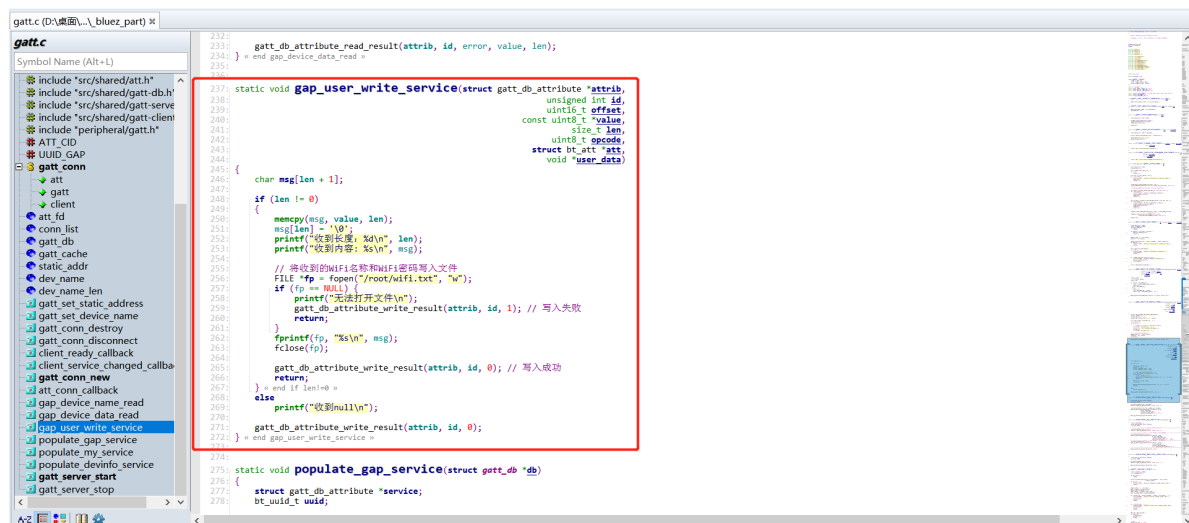 gatt.c (D:\桌面\...\_bluez_part)
gatt.c
Symbol Name (Alt+L)
include "src/shared/att.h"
include "src/shared/gatt-db.h"
include "src/shared/gatt-serve
include "src/shared/gatt-client
include "peripheral/gatt.h"
ATT_CID
UUID_GAP
gatt_conn
att
gatt
client
att_fd
conn_list
gatt_db
gatt_cache
static_addr
dev_name
dev_name_len
gatt_set_static_address
gatt_set_device_name
gatt_conn_destroy
gatt_conn_disconnect
client_ready_callback
client_service_changed_callba
gatt_conn_new
att_conn_callback
gap_device_name_read
gap_device_data_read
gap_user_write_service
populate_gap_service
populate_my_service
populate_devinfo_service
gatt_server_start
gatt_server_stop
A-Z
232:
233: gatt_db_attribute_read_result(attrib, id, error, value, len);
234: } « end gap_device_data_read »
235:
237: static void gap_user_write_service(struct gatt_db_attribute *attrib,
238: unsigned int id,
239: uint16_t offset,
240: const uint8_t *value,
241: size_t len,
242: uint8_t opcode,
243: struct bt_att *att,
244: void *user_data)
245: {
246: char msg[len + 1];
247:
248: if (len != 0)
249: {
250: memcpy(msg, value, len);
251: msg[len] = '\0';
252: printf("收到长度: %d\n", len);
253: printf("收到内容: %s\n", msg);
254:
255: // 将收到的WiFi名称和WiFi密码写入文件
256: FILE *fp = fopen("/root/wifi.txt", "w");
257: if (fp == NULL) {
258: printf("无法打开文件\n");
259: gatt_db_attribute_write_result(attrib, id, 1); // 写入失败
260: return;
261: }
262: fprintf(fp, "%s\n", msg);
263: fclose(fp);
264:
265: gatt_db_attribute_write_result(attrib, id, 0); // 写入成功
266: return;
267: } « end if len!=0 »
268: else
269: printf("收到null\n");
270:
271: gatt_db_attribute_write_result(attrib, id, 0);
272: } « end gap_user_write_service »
274:
275: static void populate_gap_service(struct gatt_db *db)
276: {
277: struct gatt_db_attribute *service;
278: bt_uuid_t uuid;